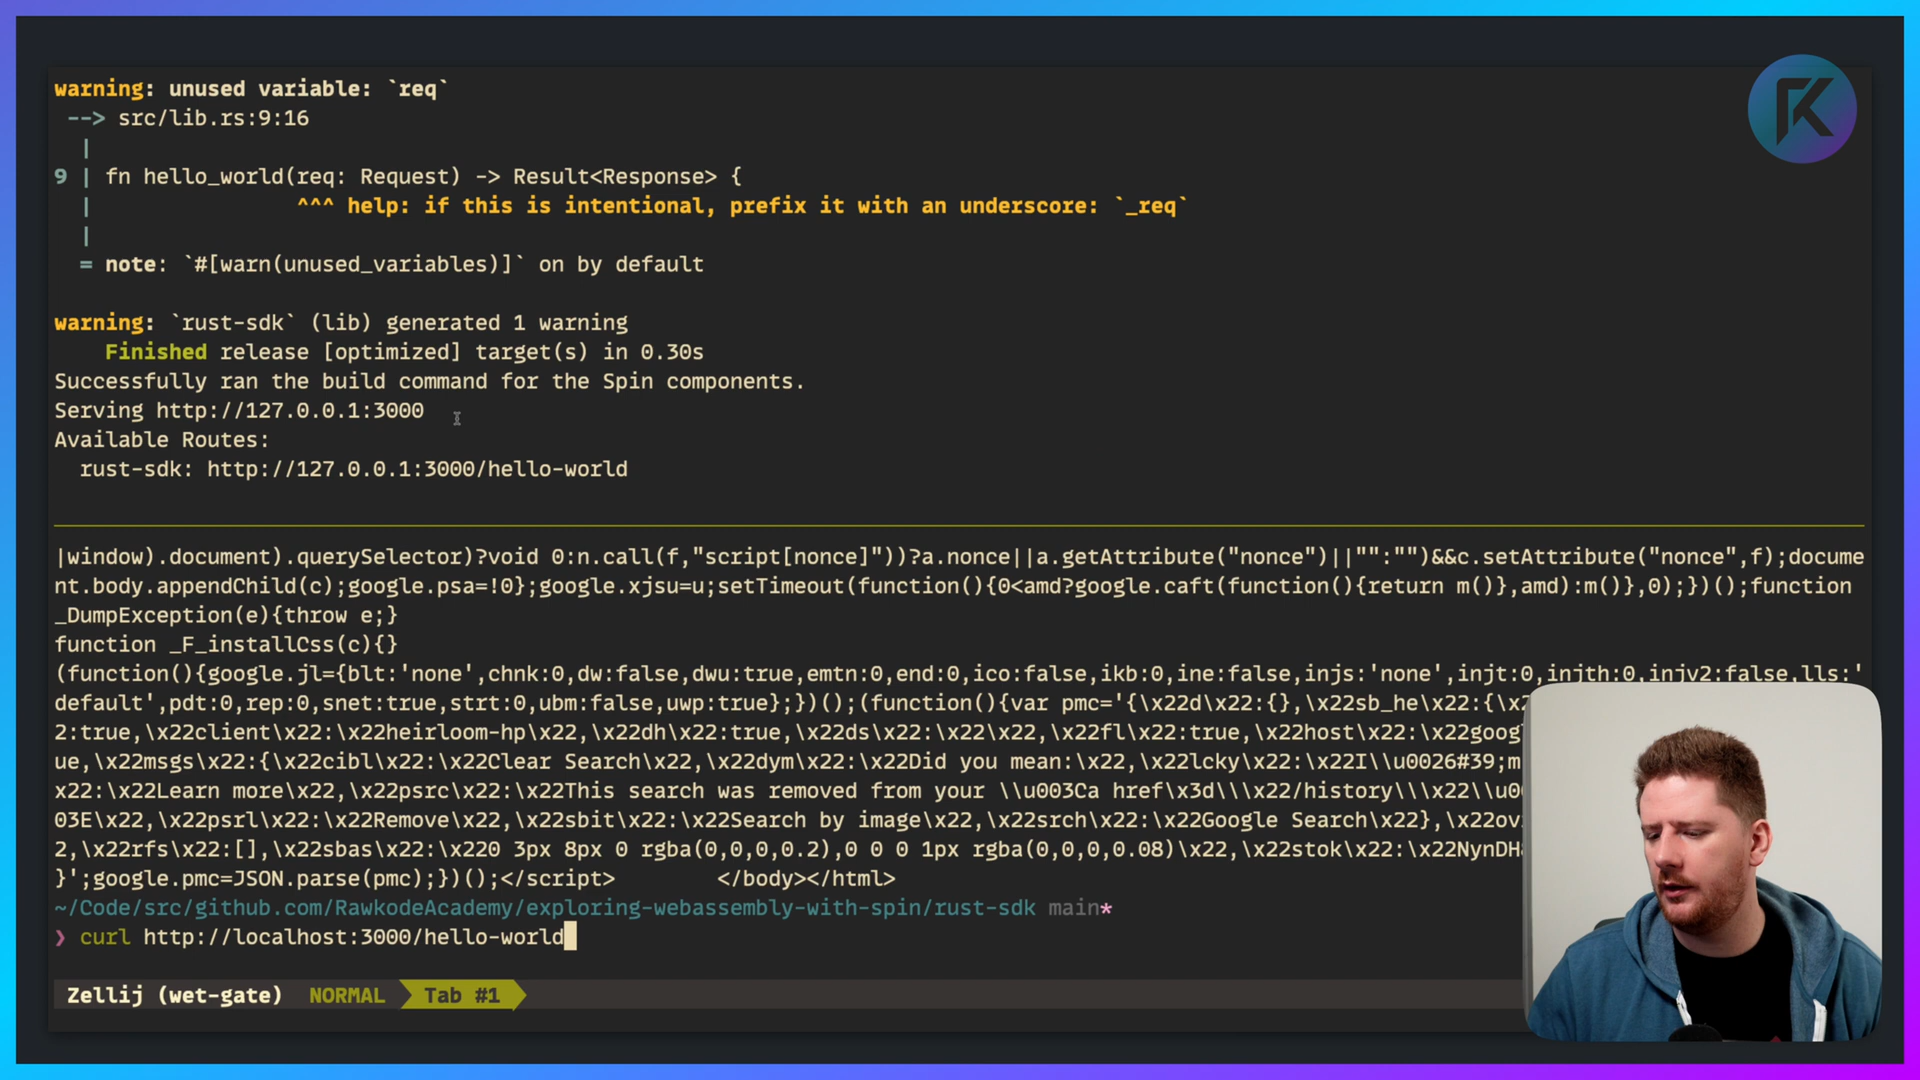 warning: unused variable: `req`
--> src/lib.rs:9:16
|
9 | fn hello_world(req: Request) -> Result<Response> {
| ^^^ help: if this is intentional, prefix it with an underscore: `_req`
|
= note: `#[warn(unused_variables)]` on by default
warning: `rust-sdk` (lib) generated 1 warning
Finished release [optimized] target(s) in 0.30s
Successfully ran the build command for the Spin components.
Serving http://127.0.0.1:3000
Available Routes:
rust-sdk: http://127.0.0.1:3000/hello-world
|window).document).querySelector)?void 0:n.call(f,"script[nonce]"))?a.nonce||a.getAttribute("nonce")||"":"")&&c.setAttribute("nonce",f);docume
nt.body.appendChild(c);google.psa=!0};google.xjsu=u;setTimeout(function(){0<amd?google.caft(function(){return m()},amd):m()},0);})();function
_DumpException(e){throw e;}
function _F_installCss(c){}
(function(){google.jl={blt:'none',chnk:0,dw:false,dwu:true,emtn:0,end:0,ico:false,ikb:0,ine:false,injs:'none',injt:0,injth:0,injv2:false,lls:'
default',pdt:0,rep:0,snet:true,strt:0,ubm:false,uwp:true};})();(function(){var pmc='{\x22d\x22:{},\x22sb_he\x22:{\x
2:true,\x22client\x22:\x22heirloom-hp\x22,\x22dh\x22:true,\x22ds\x22:\x22\x22,\x22fl\x22:true,\x22host\x22:\x22goog
ue,\x22msgs\x22:{\x22cibl\x22:\x22Clear Search\x22,\x22dym\x22:\x22Did you mean:\x22,\x22lcky\x22:\x22I\\u0026#39;m
x22:\x22Learn more\x22,\x22psrc\x22:\x22This search was removed from your \\u003Ca href\x3d\\\x22/history\\\x22\\u0
03E\x22,\x22psrl\x22:\x22Remove\x22,\x22sbit\x22:\x22Search by image\x22,\x22srch\x22:\x22Google Search\x22},\x22ov
2,\x22rfs\x22:[],\x22sbas\x22:\x220 3px 8px 0 rgba(0,0,0,0.2),0 0 0 1px rgba(0,0,0,0.08)\x22,\x22stok\x22:\x22NynDH
}';google.pmc=JSON.parse(pmc);})();</script> </body></html>
~/Code/src/github.com/RawkodeAcademy/exploring-webassembly-with-spin/rust-sdk main*
❯ curl http://localhost:3000/hello-world
Zellij (wet-gate) NORMAL Tab #1